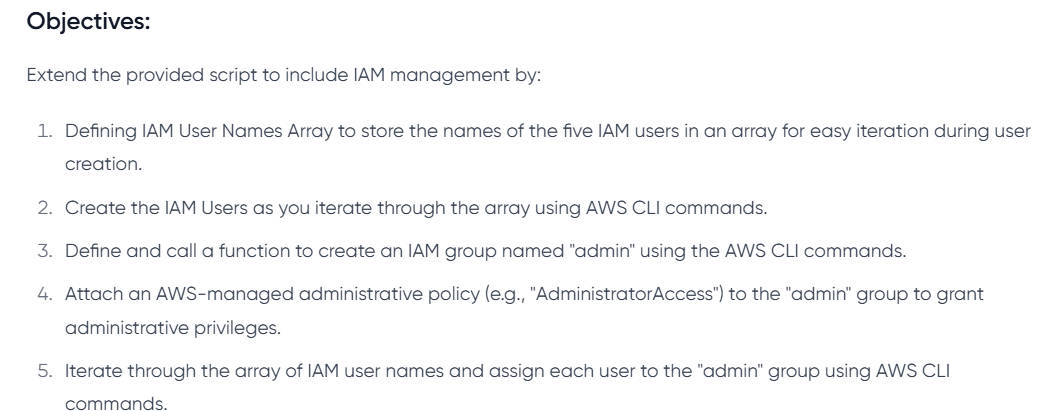 Objectives:
Extend the provided script to include IAM management by:
1. Defining IAM User Names Array to store the names of the five IAM users in an array for easy iteration during user
creation.
2. Create the IAM Users as you iterate through the array using AWS CLI commands.
3. Define and call a function to create an IAM group named "admin" using the AWS CLI commands.
4. Attach an AWS-managed administrative policy (e.g., "AdministratorAccess") to the "admin" group to grant
administrative privileges.
5. Iterate through the array of IAM user names and assign each user to the "admin" group using AWS CLI
commands.